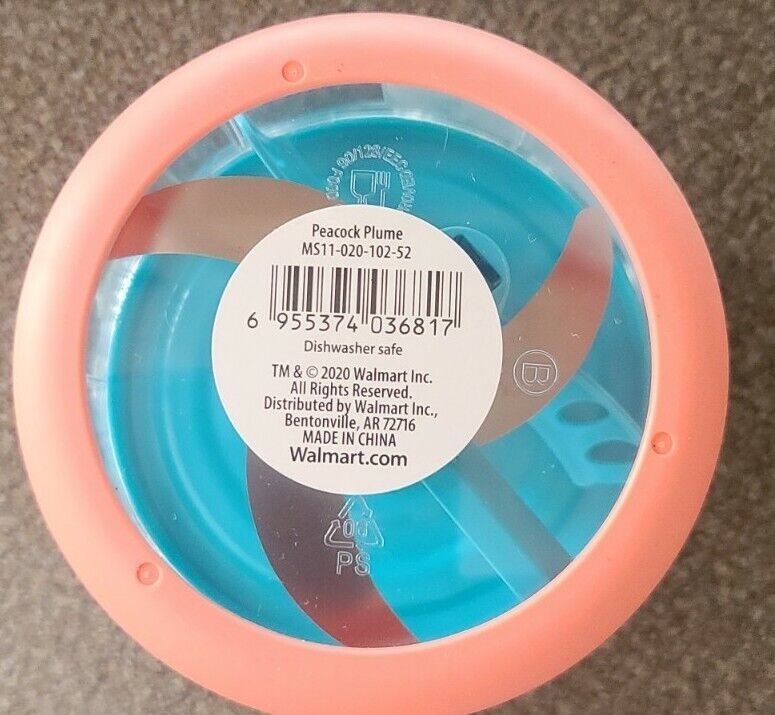 Peacock Plume
MS11-020-102-52
6 955374 036817
Dishwasher safe
TM & © 2020 Walmart Inc.
All Rights Reserved.
Distributed by Walmart Inc.,
Bentonville, AR 72716
MADE IN CHINA
Walmart.com
B
PS